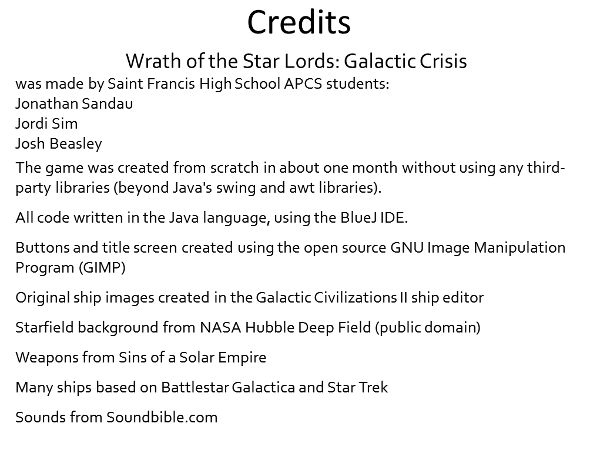 Credits
Wrath of the Star Lords: Galactic Crisis
was made by Saint Francis High School APCS students:
Jonathan Sandau
Jordi Sim
Josh Beasley
The game was created from scratch in about one month without using any third-
party libraries (beyond Java's swing and awt libraries).
All code written in the Java language, using the BlueJ IDE.
Buttons and title screen created using the open source GNU Image Manipulation
Program (GIMP)
Original ship images created in the Galactic Civilizations II ship editor
Starfield background from NASA Hubble Deep Field (public domain)
Weapons from Sins of a Solar Empire
Many ships based on Battlestar Galactica and Star Trek
Sounds from Soundbible.com